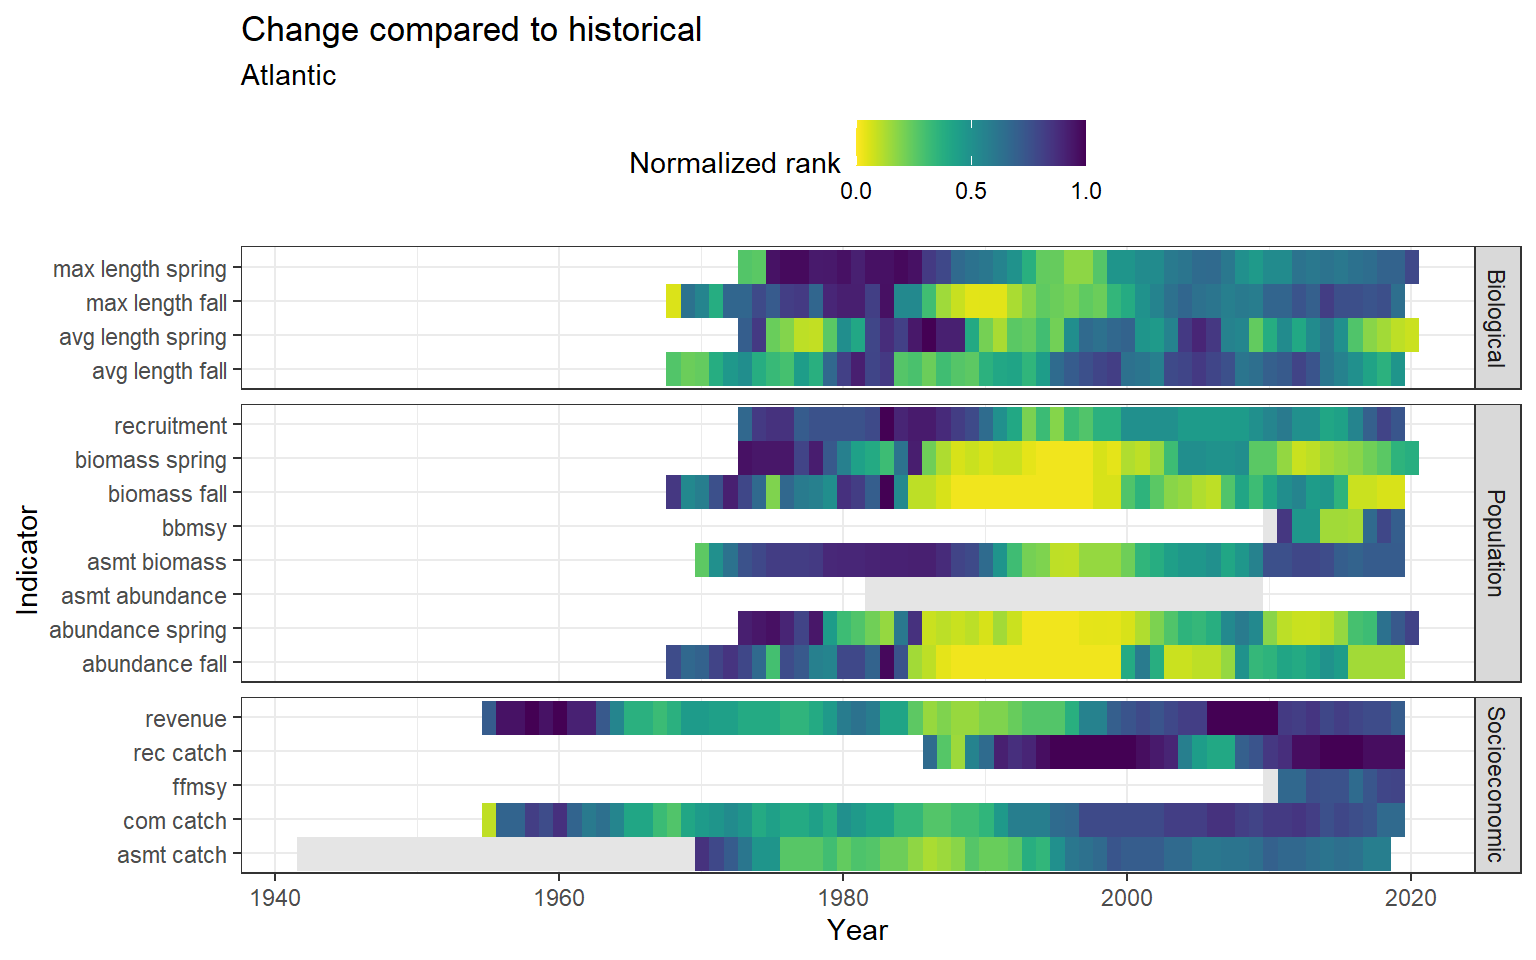 Change compared to historical
Atlantic
Normalized rank
0.0 0.5 1.0
Indicator
max length spring
max length fall
avg length spring
avg length fall
Biological
recruitment
biomass spring
biomass fall
bbmsy
asmt biomass
asmt abundance
abundance spring
abundance fall
Population
revenue
rec catch
ffmsy
com catch
asmt catch
Socioeconomic
1940 1960 1980 2000 2020
Year